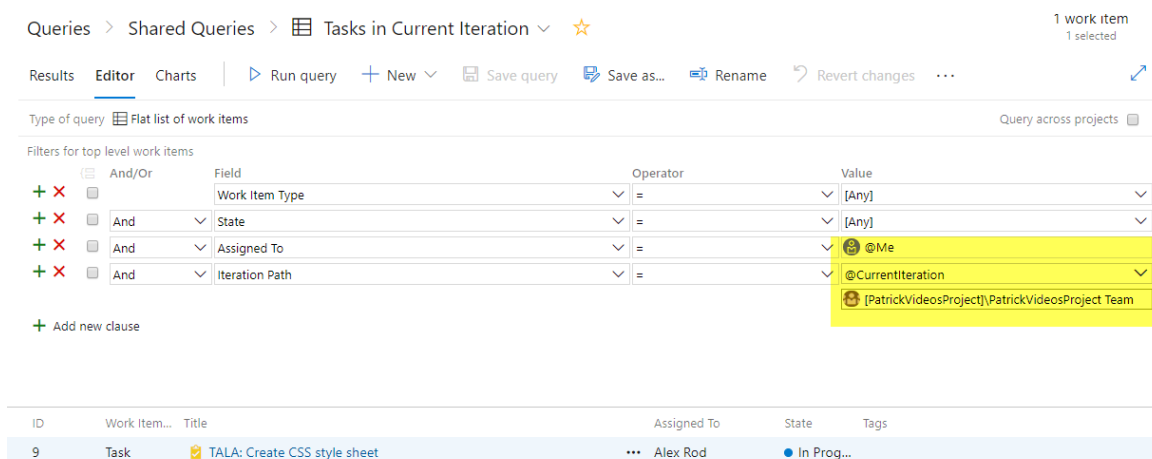 Queries > Shared Queries > Tasks in Current Iteration
1 work item
1 selected
Results Editor Charts Run query New Save query Save as... Rename Revert changes ...
Type of query Flat list of work items Query across projects
Filters for top level work items
And/Or Field Operator Value
Work Item Type = [Any]
And State = [Any]
And Assigned To = @Me
And Iteration Path = @CurrentIteration
[PatrickVideosProject]\PatrickVideosProject Team
+ Add new clause
ID Work Item... Title Assigned To State Tags
9 Task TALA: Create CSS style sheet ... Alex Rod In Prog...